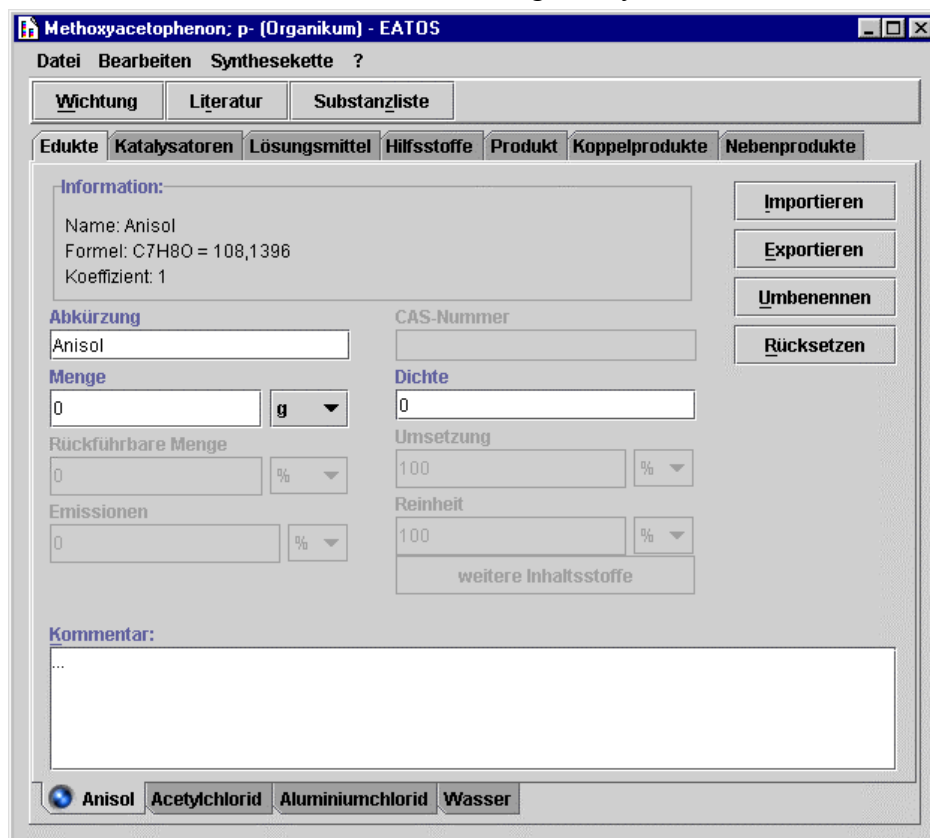 Methoxyacetophenon; p- (Organikum) - EATOS
Datei Bearbeiten Synthesekette ?
Wichtung Literatur Substanzliste
Edukte Katalysatoren Lösungsmittel Hilfsstoffe Produkt Koppelprodukte Nebenprodukte
Information:
Name: Anisol
Formel: C7H8O = 108,1396
Koeffizient: 1
Importieren
Exportieren
Umbenennen
Rücksetzen
Abkürzung CAS-Nummer
Anisol
Menge Dichte
0 g 0
Rückführbare Menge Umsetzung
0 % 100 %
Emissionen Reinheit
0 % 100 %
weitere Inhaltsstoffe
Kommentar:
...
Anisol Acetylchlorid Aluminiumchlorid Wasser